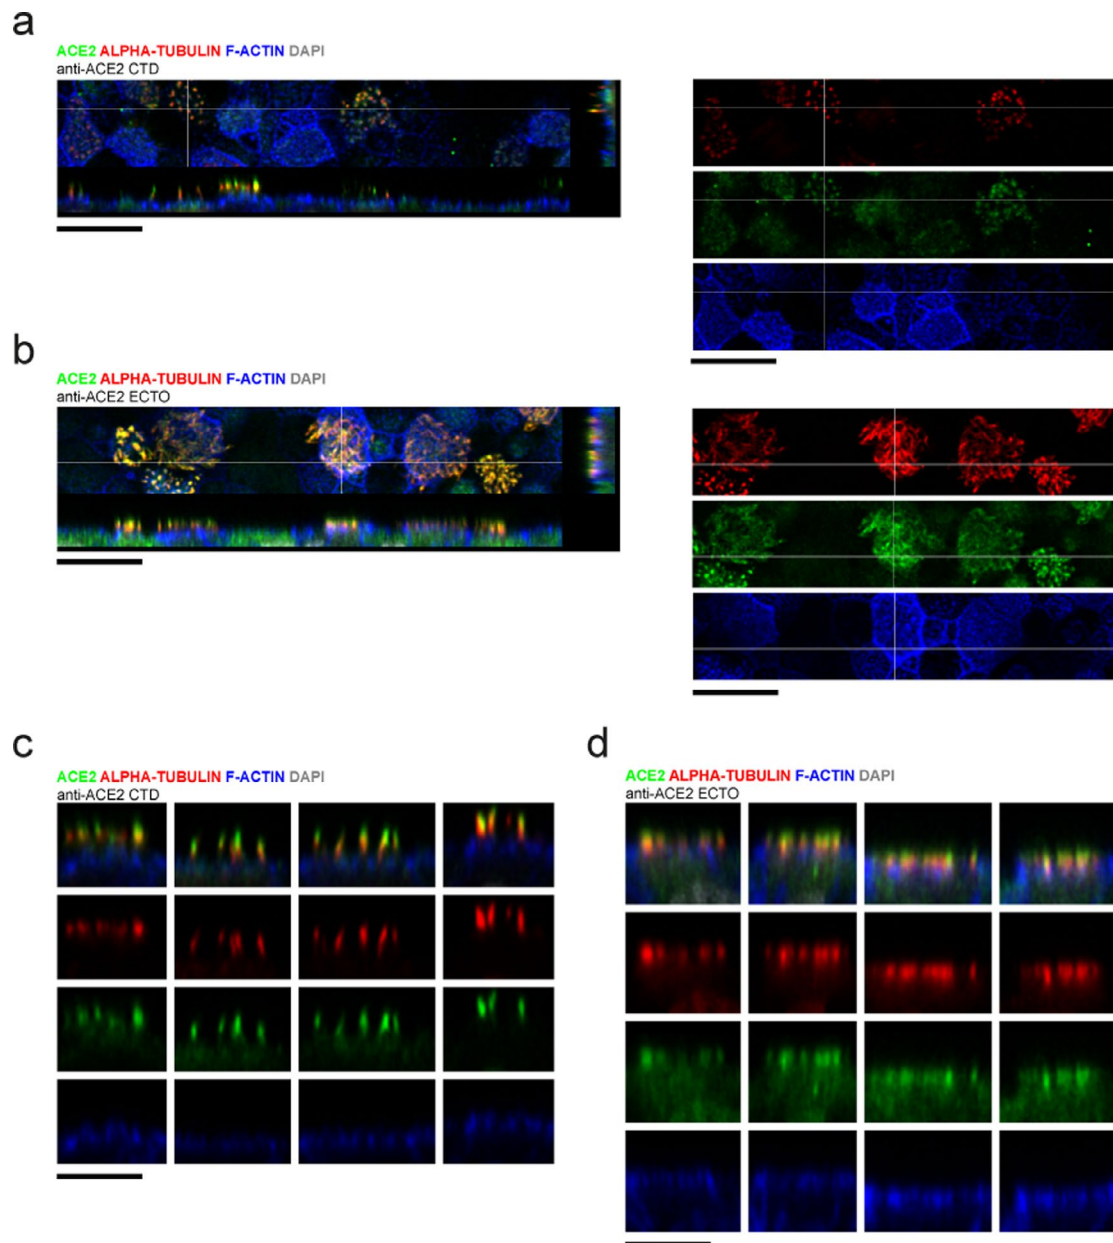 a
ACE2 ALPHA-TUBULIN F-ACTIN DAPI
anti-ACE2 CTD
b
ACE2 ALPHA-TUBULIN F-ACTIN DAPI
anti-ACE2 ECTO
c
ACE2 ALPHA-TUBULIN F-ACTIN DAPI
anti-ACE2 CTD
d
ACE2 ALPHA-TUBULIN F-ACTIN DAPI
anti-ACE2 ECTO